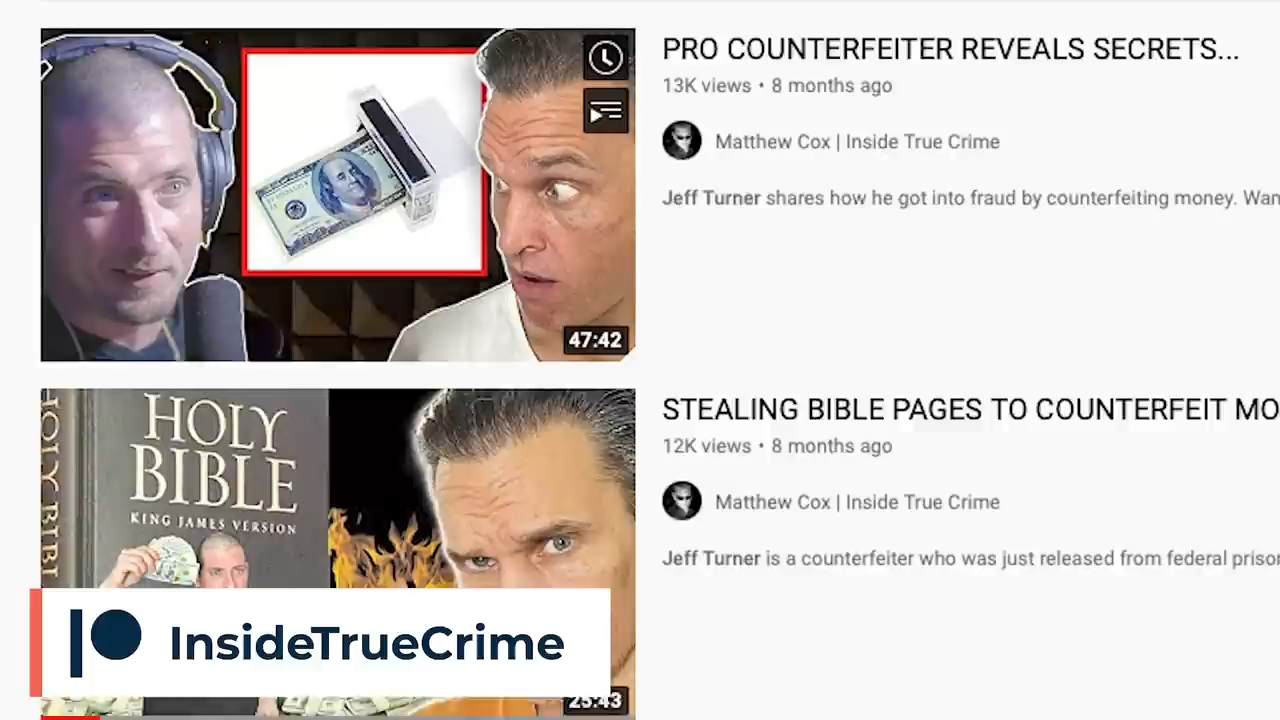 PRO COUNTERFEITER REVEALS SECRETS...
13K views • 8 months ago
Matthew Cox | Inside True Crime
Jeff Turner shares how he got into fraud by counterfeiting money. Wan
47:42
HOLY BIBL
HOLY
BIBLE
KING JAMES VERSION
STEALING BIBLE PAGES TO COUNTERFEIT MO
12K views • 8 months ago
Matthew Cox | Inside True Crime
Jeff Turner is a counterfeiter who was just released from federal prison
InsideTrueCrime
25:43